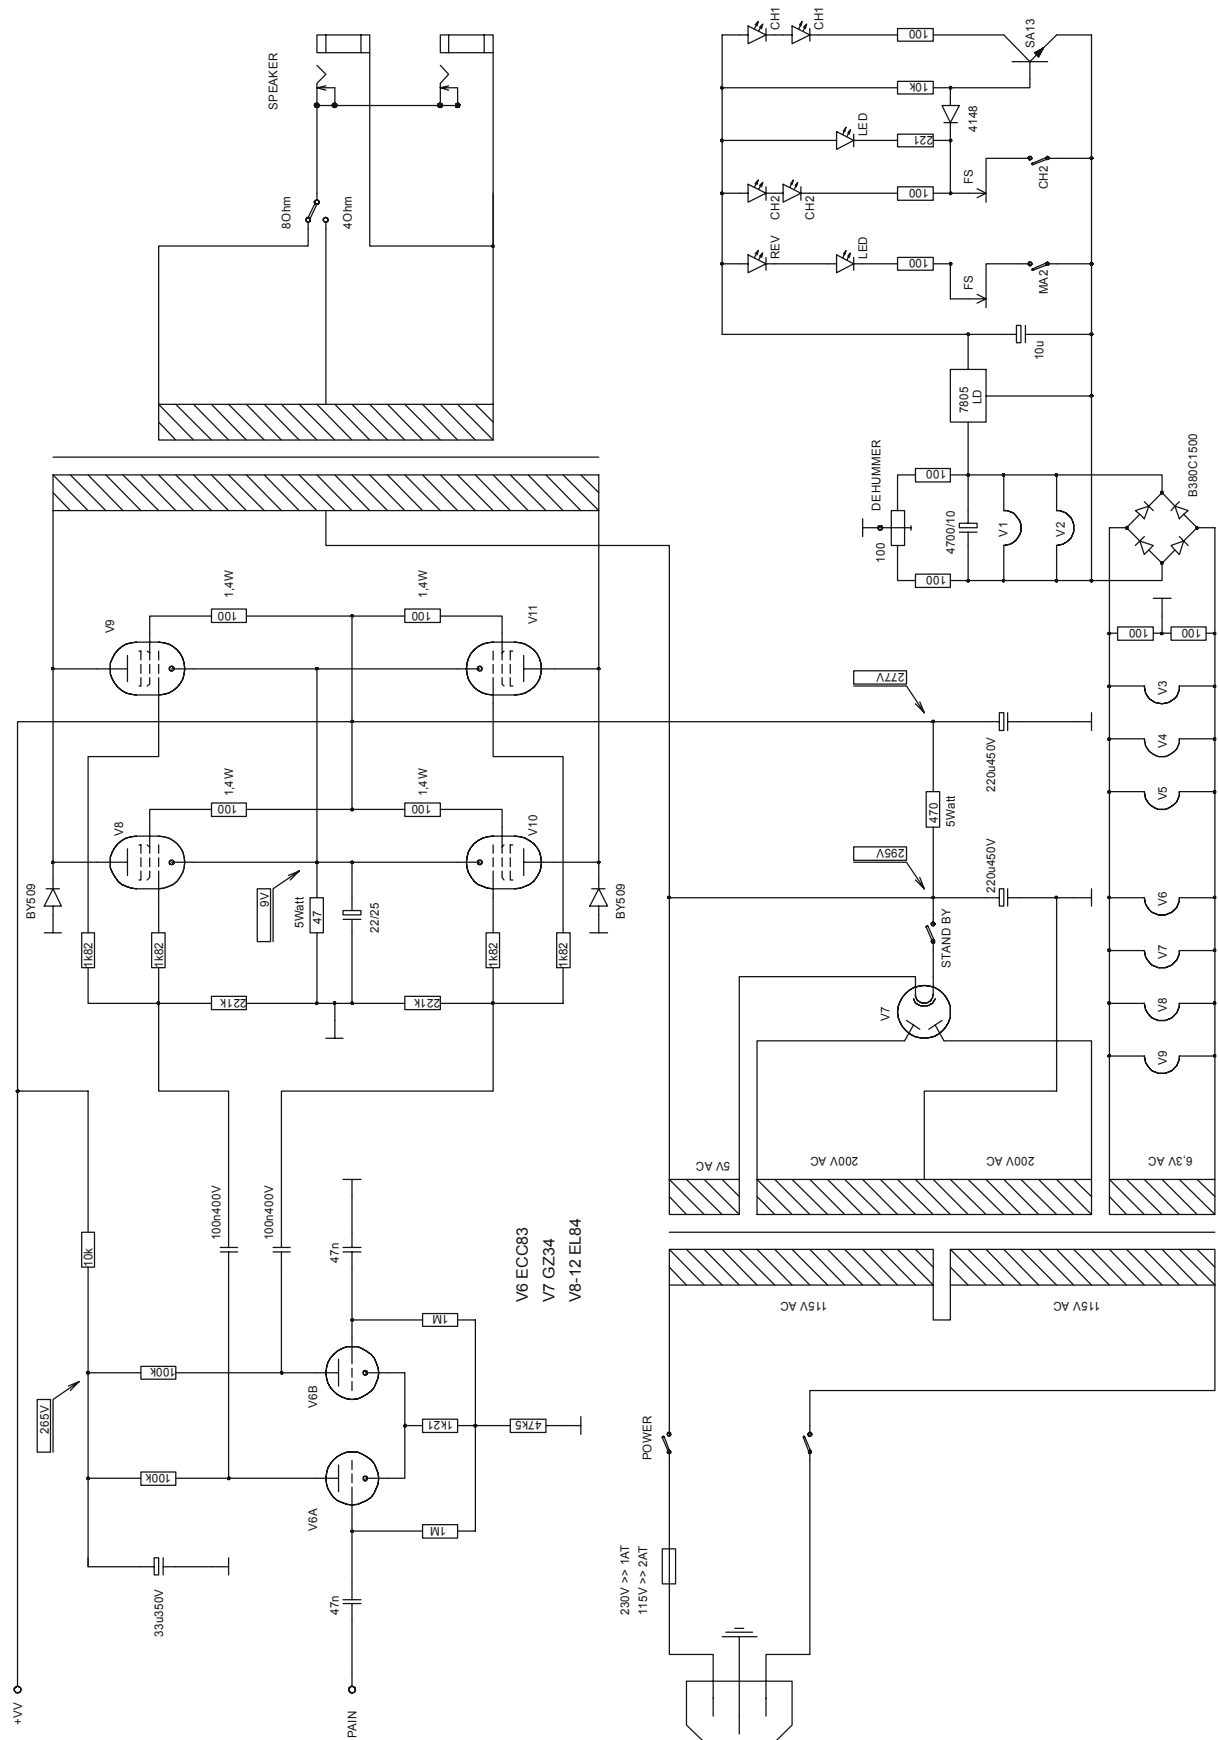 SPEAKER
8Ohm
4Ohm
CH1
CH1
100
SA13
10k
4148
LED
221
CH2
CH2
100
FS
CH2
REV
LED
100
FS
MA2
10u
7805
LD
DEHUMMER
100
100
100
4700/10
V1
V2
B380C1500
V9
100
1,4W
100
1,4W
V11
V8
100
1,4W
100
1,4W
V10
BY509
9V
5Watt
47
22/25
BY509
1k82
1k82
1k82
1k82
221k
221k
277V
220u450V
470
5Watt
295V
220u450V
STAND BY
V7
100
100
V3
V4
V5
V6
V7
V8
V9
5V AC
200V AC
200V AC
6,3V AC
115V AC
115V AC
10k
100n400V
100n400V
47n
V6 ECC83
V7 GZ34
V8-12 EL84
265V
100k
100k
V6B
V6A
1M
1k21
47k5
1M
33u350V
47n
+VV
PAIN
POWER
230V >> 1AT
115V >> 2AT